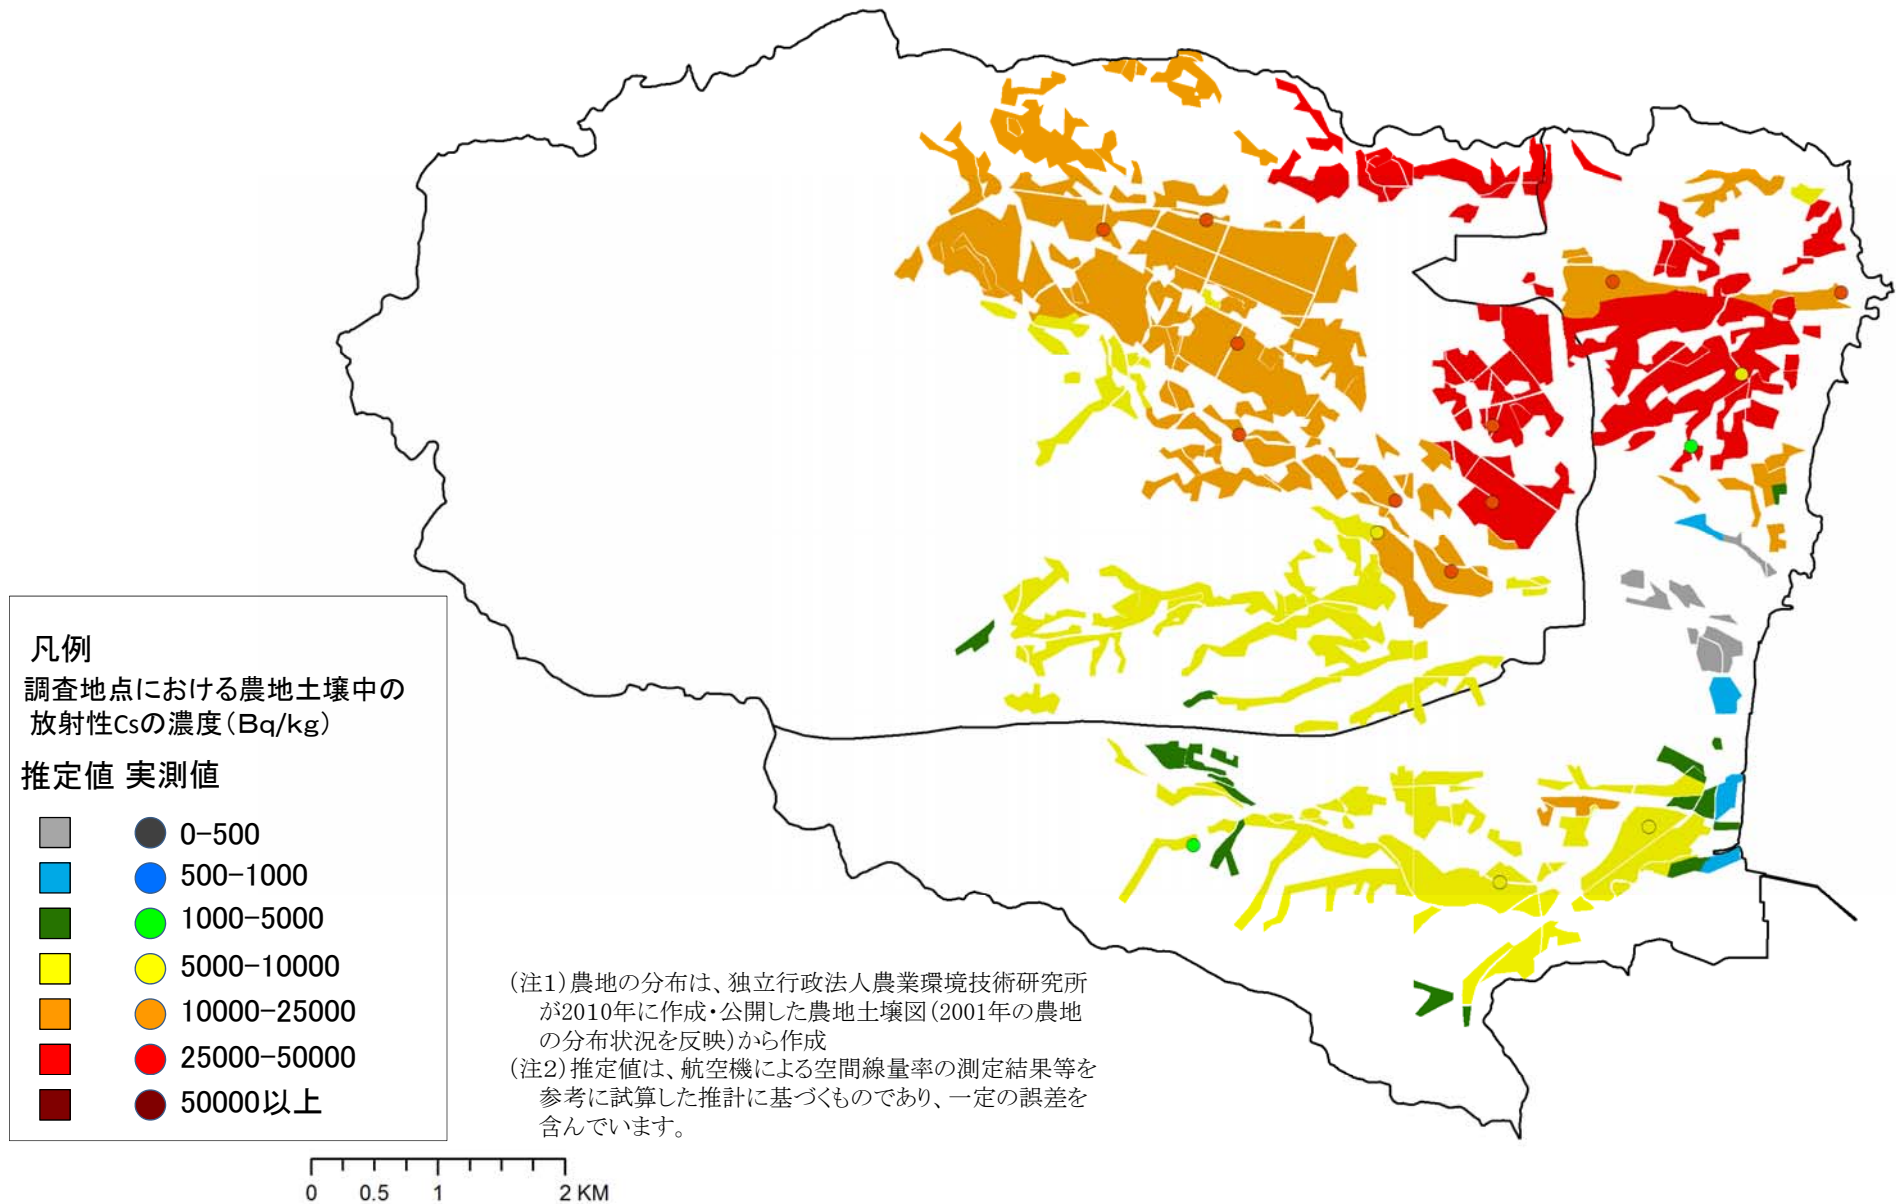 凡例
調査地点における農地土壌中の
放射性Csの濃度(Bq/kg)
推定値 実測値
0-500
500-1000
1000-5000
5000-10000
10000-25000
25000-50000
50000以上
(注1)農地の分布は、独立行政法人農業環境技術研究所
が2010年に作成・公開した農地土壌図(2001年の農地
の分布状況を反映)から作成
(注2)推定値は、航空機による空間線量率の測定結果等を
参考に試算した推計に基づくものであり、一定の誤差を
含んでいます。
0 0.5 1 2 KM